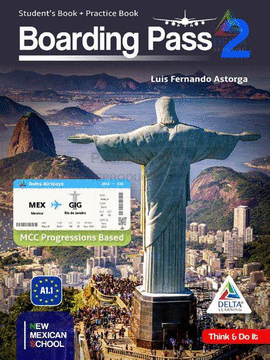 Student's Book + Practice Book
Boarding Pass 2
Luis Fernando Astorga
MEX
GIG
Mexico
Rio de Janeiro
MCC Progressions Based
A1.1
DELTA
LEARNING
NEW
MEXICAN
SCHOOL
Think & Do It